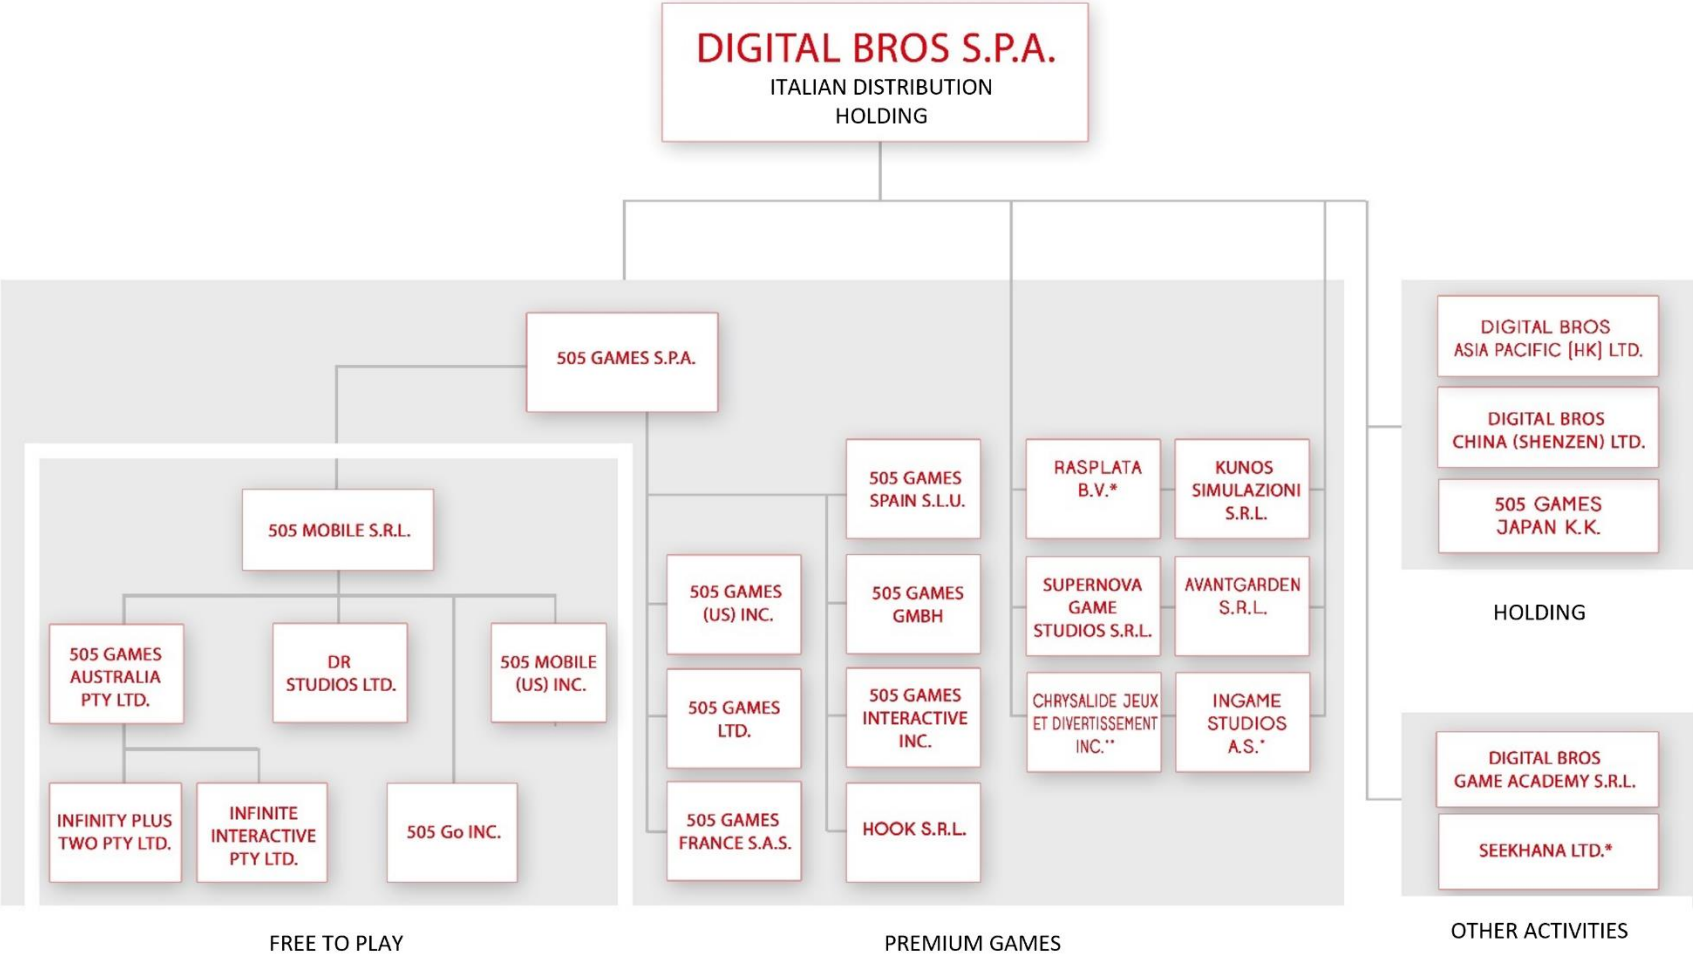 DIGITAL BROS S.P.A.
ITALIAN DISTRIBUTION
HOLDING
505 GAMES S.P.A.
505 MOBILE S.R.L.
505 GAMES
AUSTRALIA
PTY LTD.
DR
STUDIOS LTD.
505 MOBILE
(US) INC.
INFINITY PLUS
TWO PTY LTD.
INFINITE
INTERACTIVE
PTY LTD.
505 Go INC.
FREE TO PLAY
505 GAMES
SPAIN S.L.U.
505 GAMES
(US) INC.
505 GAMES
GMBH
505 GAMES
LTD.
505 GAMES
INTERACTIVE
INC.
505 GAMES
FRANCE S.A.S.
HOOK S.R.L.
RASPLATA
B.V.*
KUNOS
SIMULAZIONI
S.R.L.
SUPERNOVA
GAME
STUDIOS S.R.L.
AVANTGARDEN
S.R.L.
CHRYSALIDE JEUX
ET DIVERTISSEMENT
INC.**
INGAME
STUDIOS
A.S.*
PREMIUM GAMES
DIGITAL BROS
ASIA PACIFIC (HK) LTD.
DIGITAL BROS
CHINA (SHENZEN) LTD.
505 GAMES
JAPAN K.K.
HOLDING
DIGITAL BROS
GAME ACADEMY S.R.L.
SEEKHANA LTD.*
OTHER ACTIVITIES